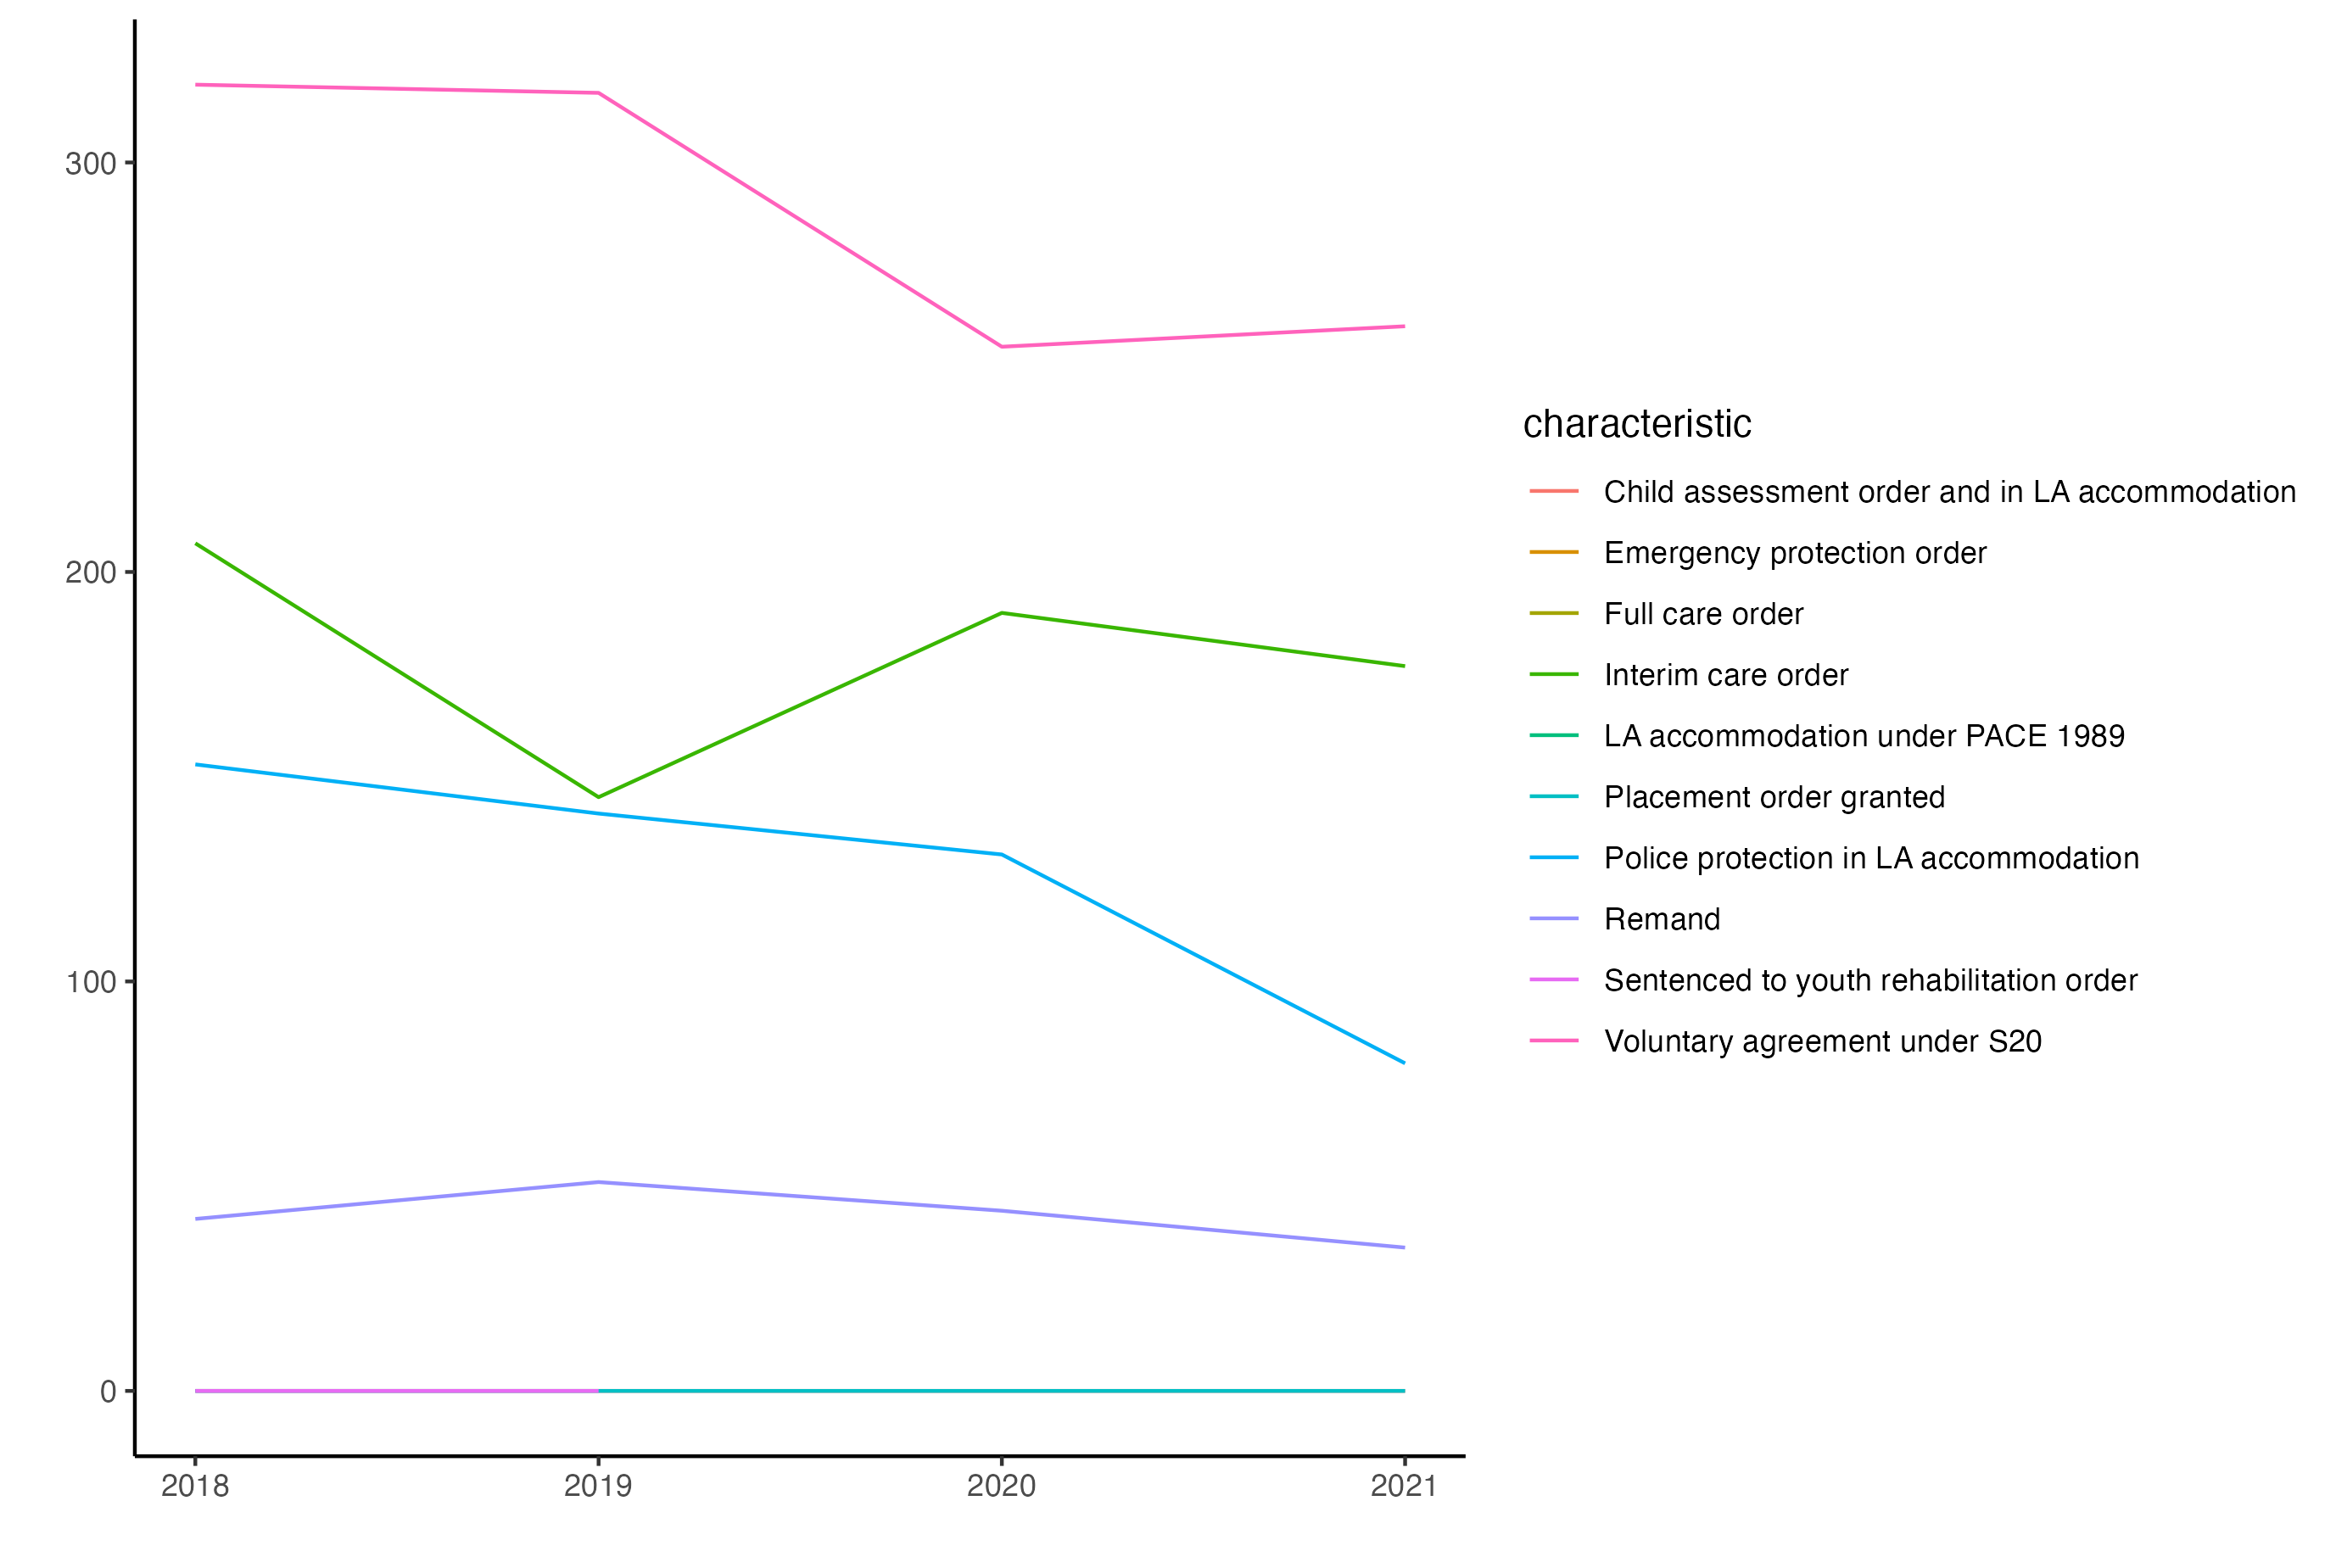 300
200
100
0
2018 2019 2020 2021
characteristic
Child assessment order and in LA accommodation
Emergency protection order
Full care order
Interim care order
LA accommodation under PACE 1989
Placement order granted
Police protection in LA accommodation
Remand
Sentenced to youth rehabilitation order
Voluntary agreement under S20